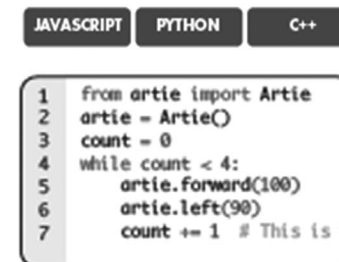 JAVASCRIPT PYTHON C++
1 from artie import Artie
2 artie = Artie()
3 count = 0
4 while count < 4:
5 artie.forward(100)
6 artie.left(90)
7 count += 1 # This is